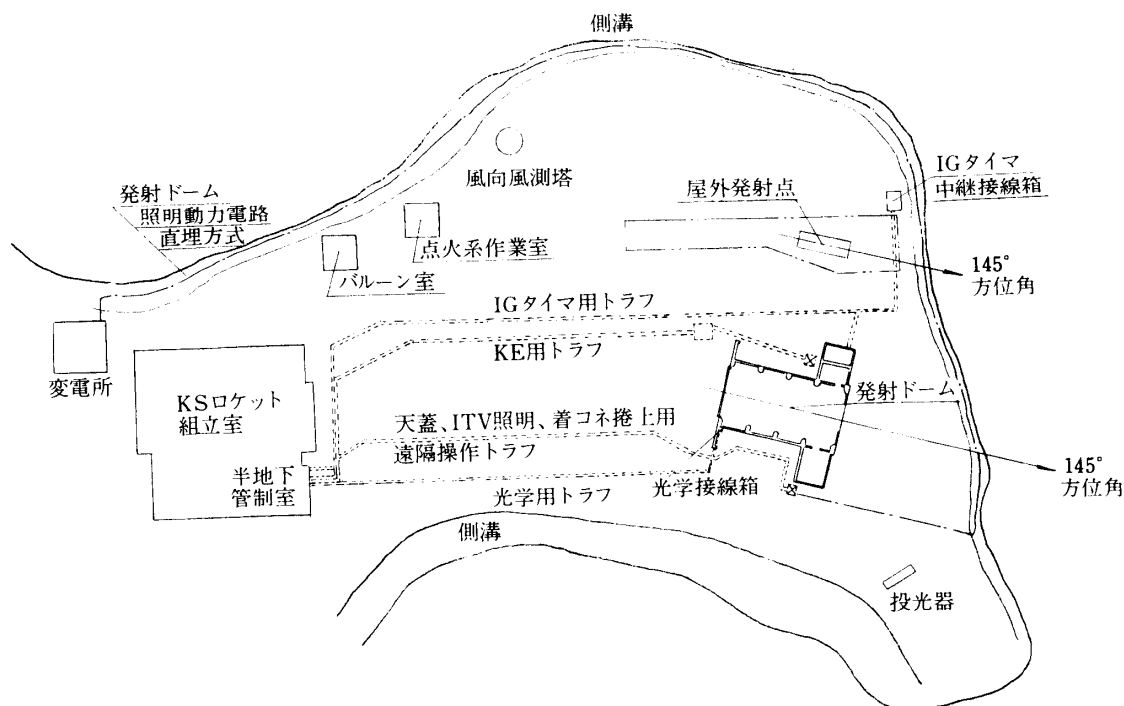 側溝
発射ドーム
照明動力電路
直埋方式
風向風測塔
点火系作業室
バルーン室
屋外発射点
IGタイマ
中継接線箱
145°
方位角
変電所
IGタイマ用トラフ
KE用トラフ
KSロケット
組立室
天蓋、ITV照明、着コネ捲上用
遠隔操作トラフ
発射ドーム
半地下
管制室
光学用トラフ
光学接線箱
145°
方位角
側溝
投光器